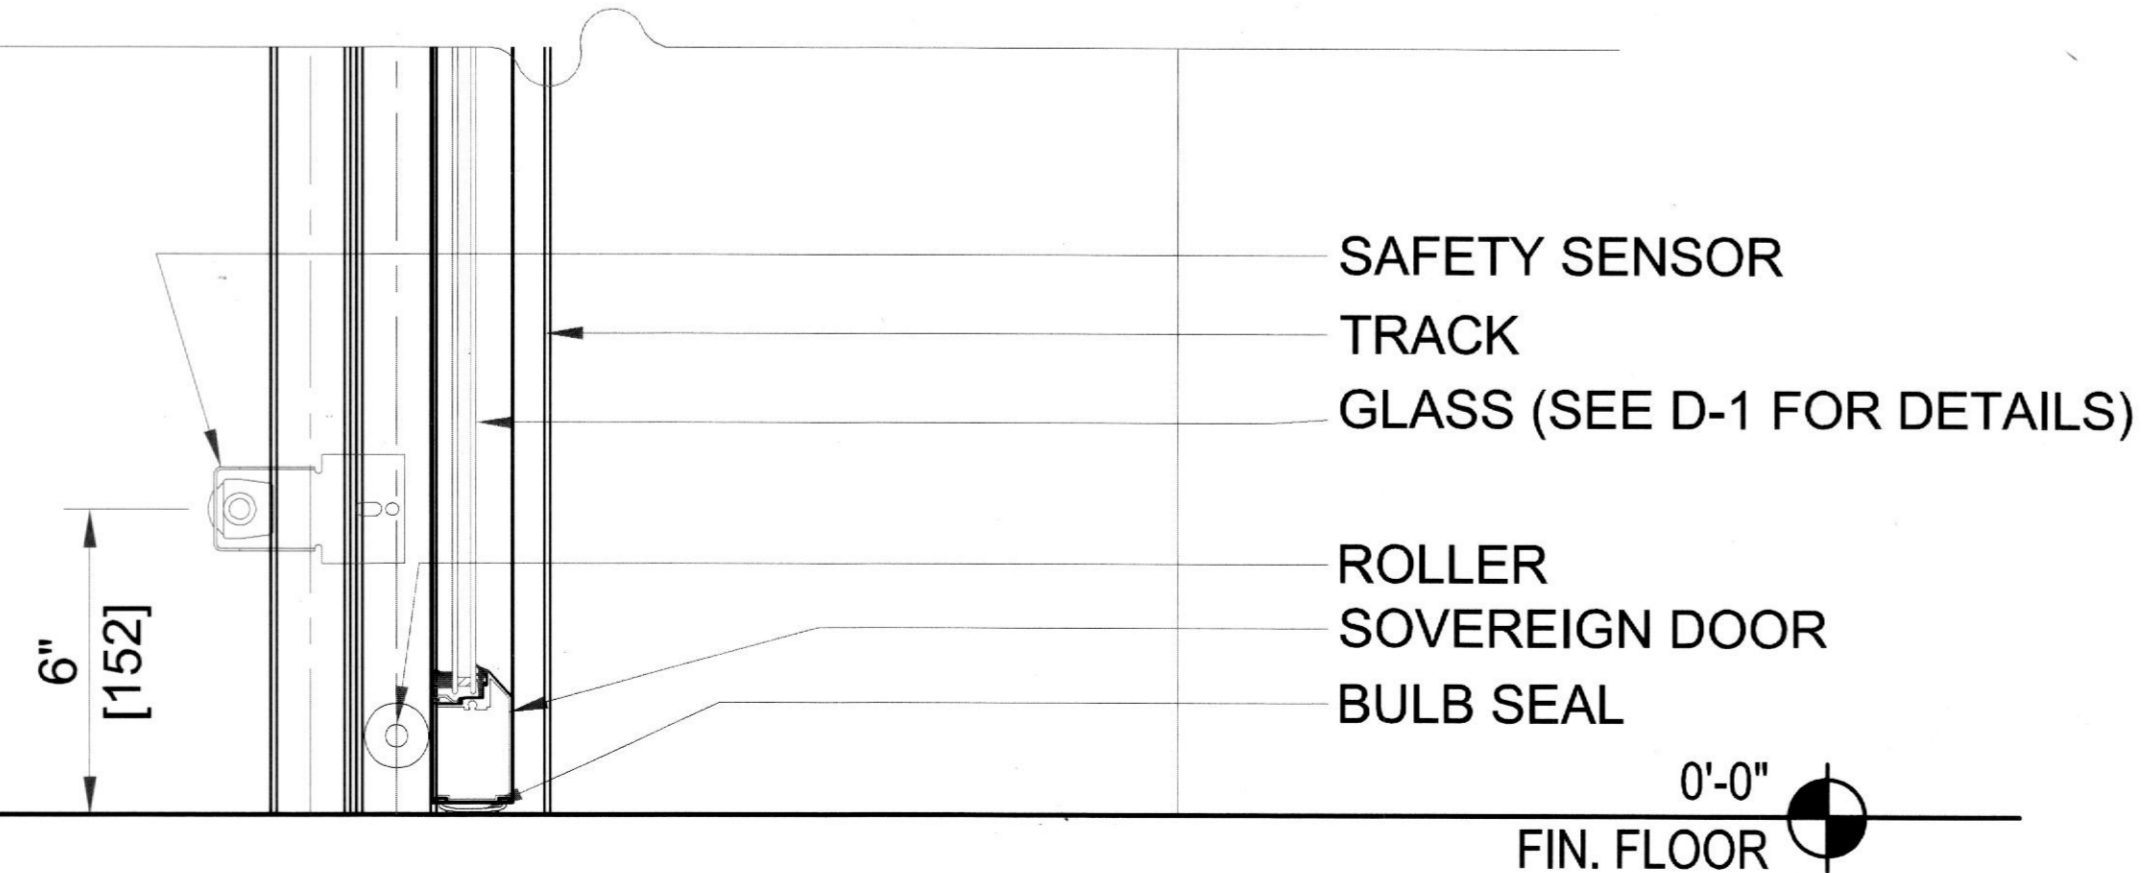 SAFETY SENSOR
TRACK
GLASS (SEE D-1 FOR DETAILS)
ROLLER
SOVEREIGN DOOR
BULB SEAL
6"
[152]
0'-0"
FIN. FLOOR